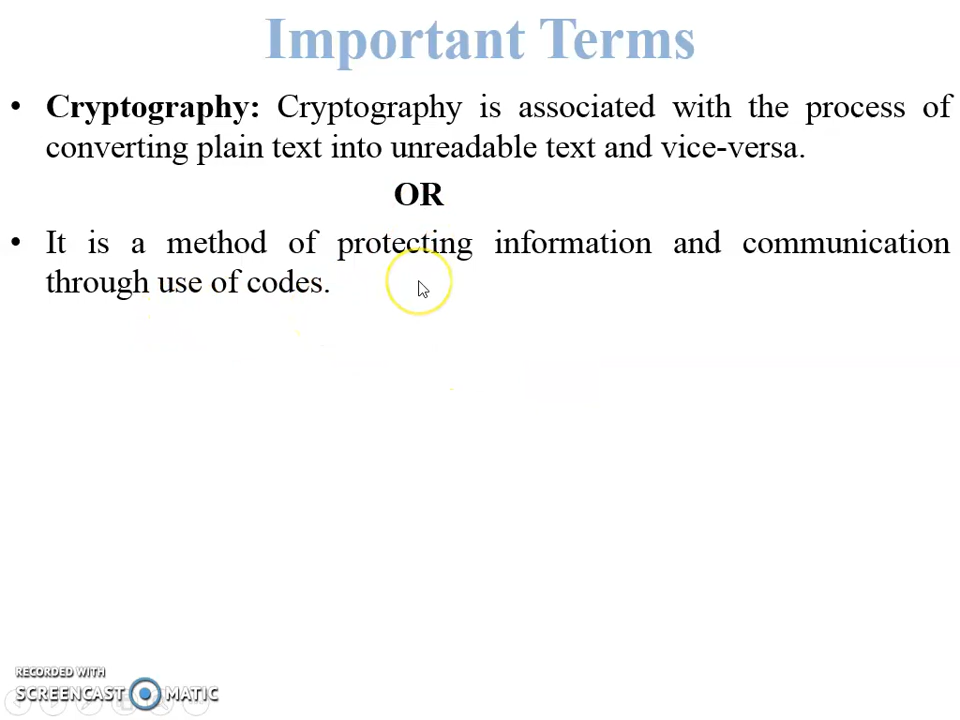 Important Terms
• Cryptography: Cryptography is associated with the process of
converting plain text into unreadable text and vice-versa.
OR
• It is a method of protecting information and communication
through use of codes.
RECORDED WITH
SCREENCAST MATIC